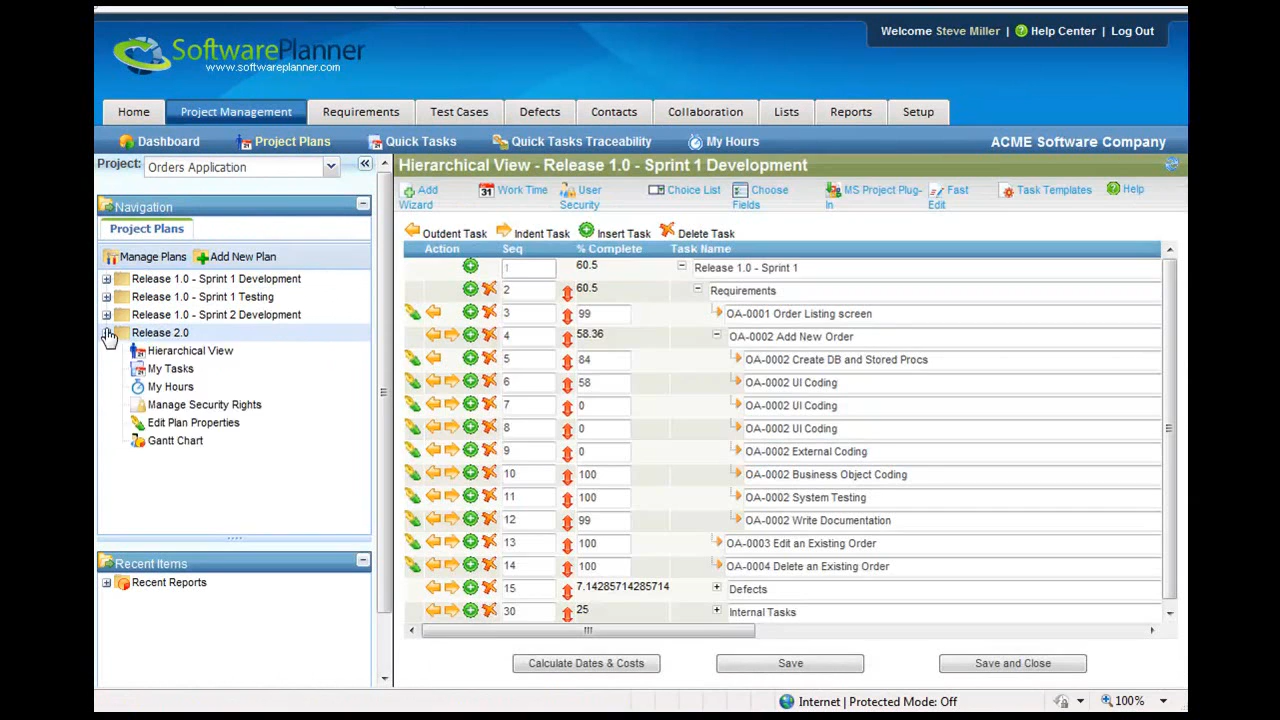 Welcome Steve Miller | Help Center | Log Out
SoftwarePlanner
www.softwareplanner.com
Home Project Management Requirements Test Cases Defects Contacts Collaboration Lists Reports Setup
Dashboard Project Plans Quick Tasks Quick Tasks Traceability My Hours ACME Software Company
Project: Orders Application
Hierarchical View - Release 1.0 - Sprint 1 Development
Add Wizard Work Time User Security Choice List Choose Fields MS Project Plug-In Fast Edit Task Templates Help
Navigation
Project Plans
Manage Plans Add New Plan
Release 1.0 - Sprint 1 Development
Release 1.0 - Sprint 1 Testing
Release 1.0 - Sprint 2 Development
Release 2.0
Hierarchical View
My Tasks
My Hours
Manage Security Rights
Edit Plan Properties
Gantt Chart
Recent Items
Recent Reports
Outdent Task Indent Task Insert Task Delete Task
Action Seq % Complete Task Name
1 60.5 Release 1.0 - Sprint 1
2 60.5 Requirements
3 99 OA-0001 Order Listing screen
4 58.36 OA-0002 Add New Order
5 84 OA-0002 Create DB and Stored Procs
6 58 OA-0002 UI Coding
7 0 OA-0002 UI Coding
8 0 OA-0002 UI Coding
9 0 OA-0002 External Coding
10 100 OA-0002 Business Object Coding
11 100 OA-0002 System Testing
12 99 OA-0002 Write Documentation
13 100 OA-0003 Edit an Existing Order
14 100 OA-0004 Delete an Existing Order
15 7.14285714285714 Defects
30 25 Internal Tasks
Calculate Dates & Costs Save Save and Close
Internet | Protected Mode: Off 100%